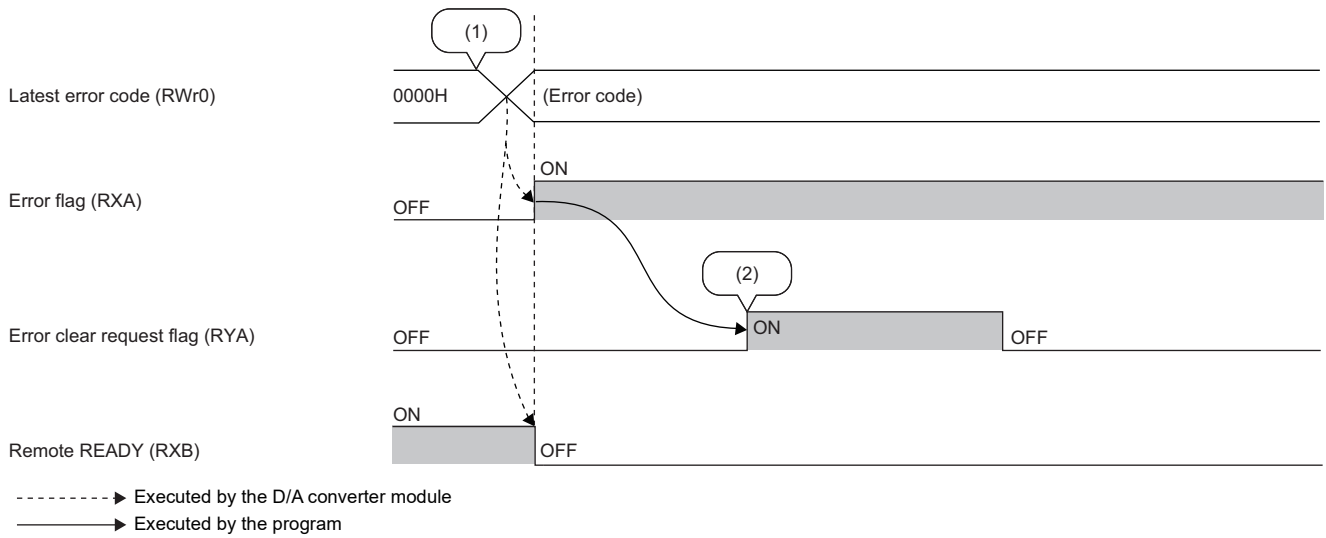 (1)
Latest error code (RWr0)
0000H
(Error code)
ON
Error flag (RXA)
OFF
(2)
ON
Error clear request flag (RYA)
OFF
OFF
ON
Remote READY (RXB)
OFF
Executed by the D/A converter module
Executed by the program